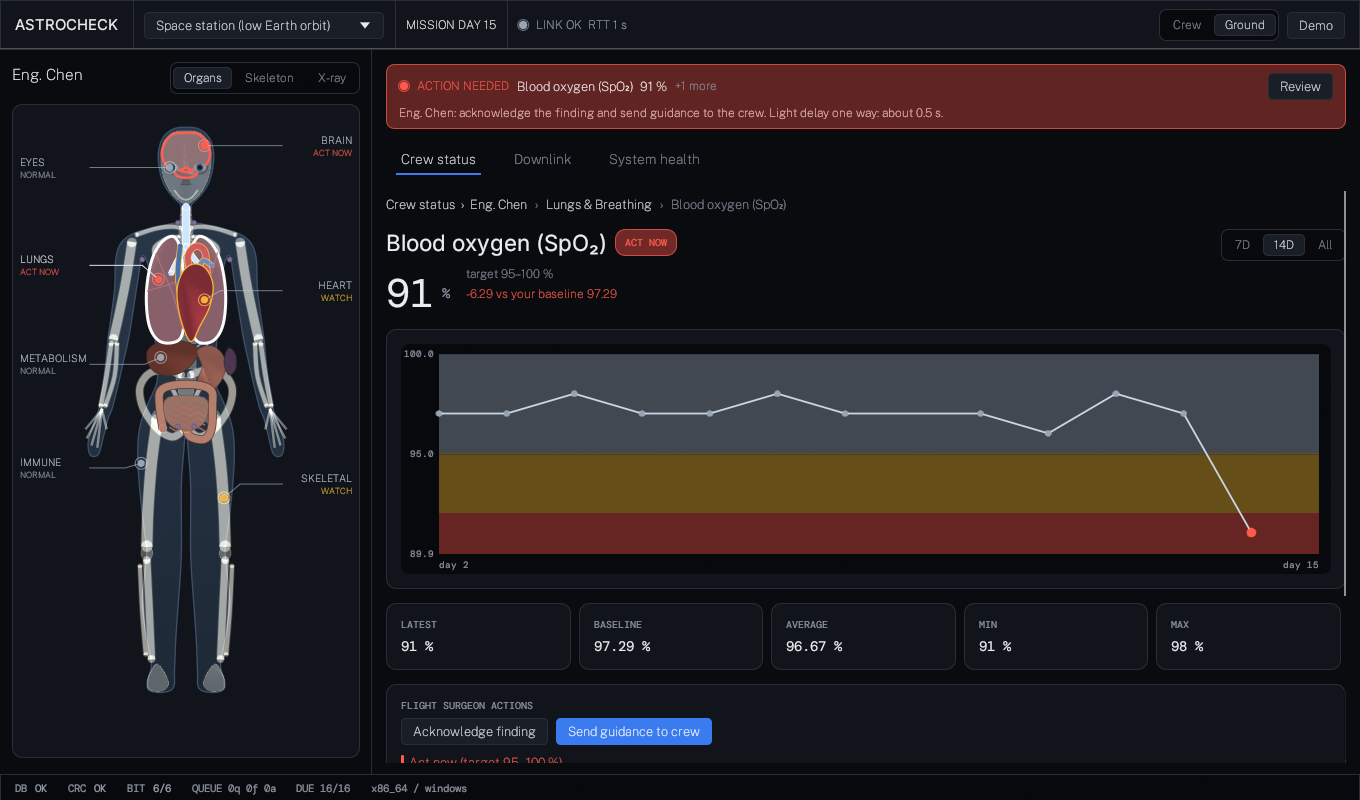 ASTROCHECK
Space station (low Earth orbit)
MISSION DAY 15
LINK OK RTT 1 s
Crew
Ground
Demo
Eng. Chen
Organs
Skeleton
X-ray
BRAIN
ACT NOW
EYES
NORMAL
LUNGS
ACT NOW
HEART
WATCH
METABOLISM
NORMAL
IMMUNE
NORMAL
SKELETAL
WATCH
ACTION NEEDED Blood oxygen (SpO₂) 91 % +1 more
Review
Eng. Chen: acknowledge the finding and send guidance to the crew. Light delay one way: about 0.5 s.
Crew status
Downlink
System health
Crew status › Eng. Chen › Lungs & Breathing › Blood oxygen (SpO₂)
Blood oxygen (SpO₂) ACT NOW
7D
14D
All
91 %
target 95–100 %
-6.29 vs your baseline 97.29
100.0
95.0
89.9
day 2
day 15
LATEST
91 %
BASELINE
97.29 %
AVERAGE
96.67 %
MIN
91 %
MAX
98 %
FLIGHT SURGEON ACTIONS
Acknowledge finding
Send guidance to crew
Act now (target 95–100 %)
DB OK CRC OK BIT 6/6 QUEUE 0q 0f 0a DUE 16/16 x86_64 / windows